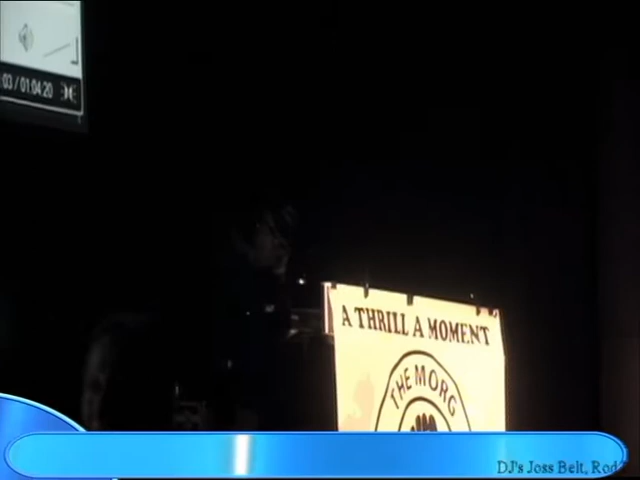 :03 / 01:04:20
A THRILL A MOMENT
THE MORG
DJ's Joss Belt, Rod